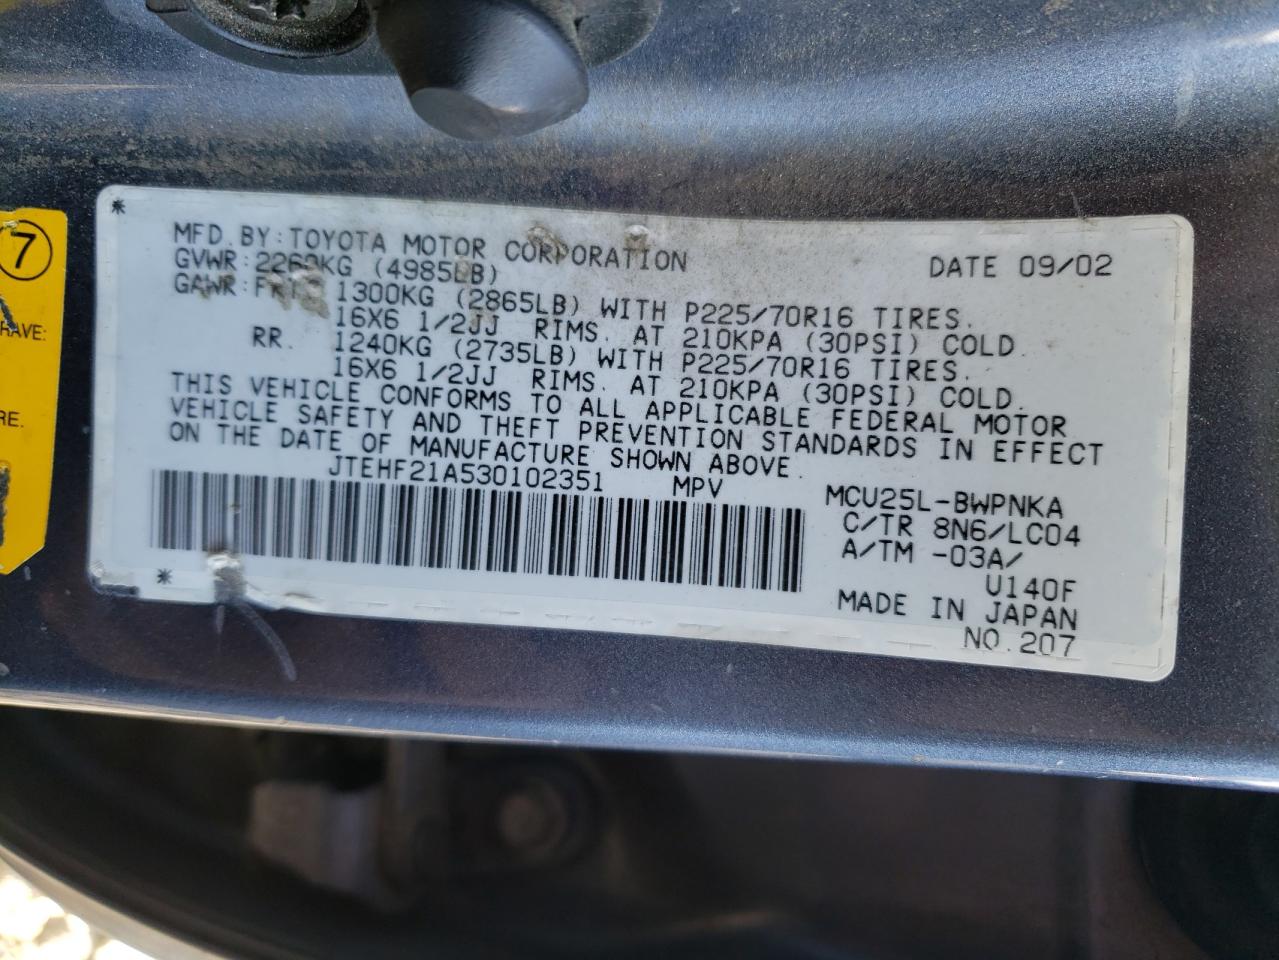 7
RAVE:
RE.
*
MFD. BY: TOYOTA MOTOR CORPORATION DATE 09/02
GVWR: 2260KG (4985LB)
GAWR: FRT. 1300KG (2865LB) WITH P225/70R16 TIRES.
16X6 1/2JJ RIMS. AT 210KPA (30PSI) COLD.
RR. 1240KG (2735LB) WITH P225/70R16 TIRES.
16X6 1/2JJ RIMS. AT 210KPA (30PSI) COLD.
THIS VEHICLE CONFORMS TO ALL APPLICABLE FEDERAL MOTOR
VEHICLE SAFETY AND THEFT PREVENTION STANDARDS IN EFFECT
ON THE DATE OF MANUFACTURE SHOWN ABOVE.
JTEHF21A530102351 MPV
MCU25L-BWPNKA
C/TR 8N6/LC04
A/TM -03A/
U140F
MADE IN JAPAN
NO.207
*